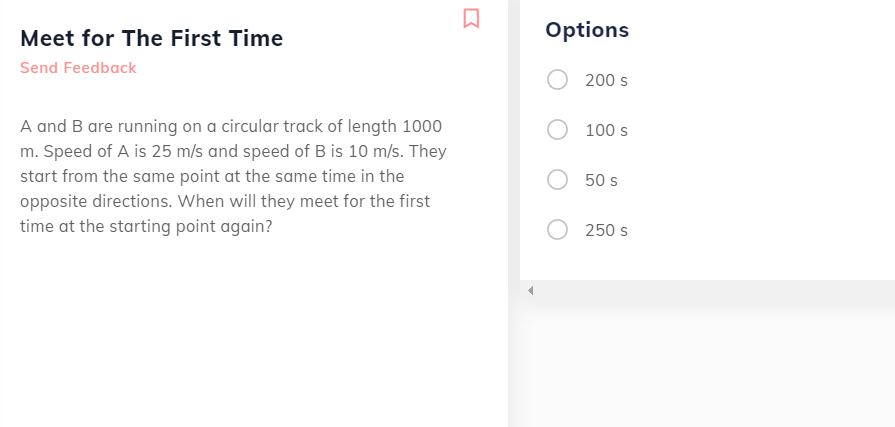 Meet for The First Time
Send Feedback
A and B are running on a circular track of length 1000
m. Speed of A is 25 m/s and speed of B is 10 m/s. They
start from the same point at the same time in the
opposite directions. When will they meet for the first
time at the starting point again?
Options
200 s
100 s
50 s
250 s